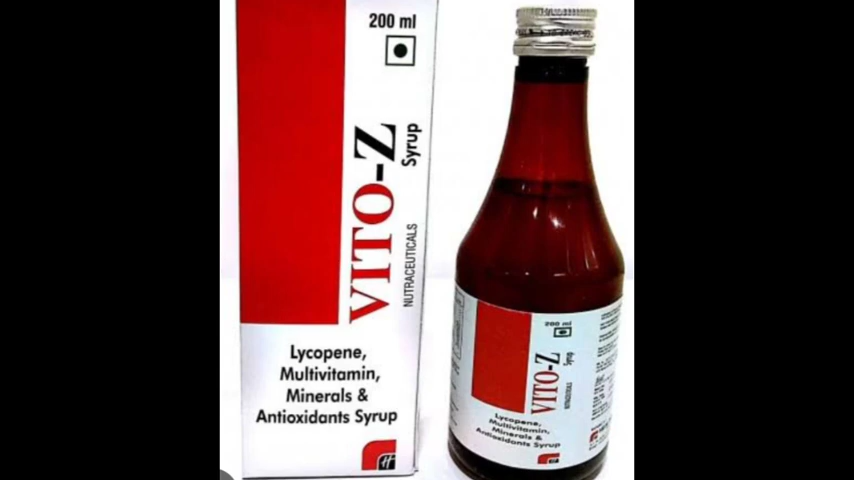 200 ml
VITO-Z
Syrup
NUTRACEUTICALS
Lycopene,
Multivitamin,
Minerals &
Antioxidants Syrup
200 ml
VITO-Z
Syrup
Lycopene,
Multivitamin,
Minerals &
Antioxidants Syrup